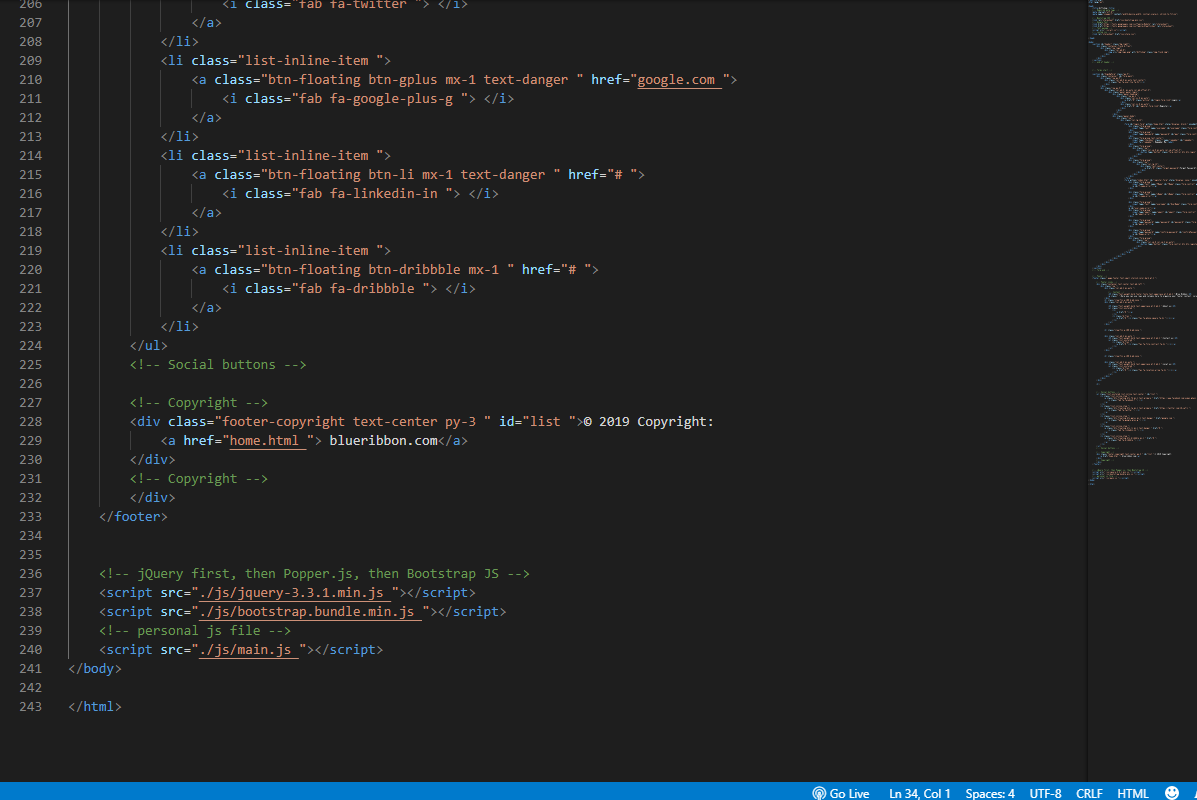 206 <i class="fab fa-twitter "> </i>
207 </a>
208 </li>
209 <li class="list-inline-item ">
210 <a class="btn-floating btn-gplus mx-1 text-danger " href="google.com ">
211 <i class="fab fa-google-plus-g "> </i>
212 </a>
213 </li>
214 <li class="list-inline-item ">
215 <a class="btn-floating btn-li mx-1 text-danger " href="# ">
216 <i class="fab fa-linkedin-in "> </i>
217 </a>
218 </li>
219 <li class="list-inline-item ">
220 <a class="btn-floating btn-dribbble mx-1 " href="# ">
221 <i class="fab fa-dribbble "> </i>
222 </a>
223 </li>
224 </ul>
225 <!-- Social buttons -->
226
227 <!-- Copyright -->
228 <div class="footer-copyright text-center py-3 " id="list ">© 2019 Copyright:
229 <a href="home.html "> blueribbon.com</a>
230 </div>
231 <!-- Copyright -->
232 </div>
233 </footer>
234
235
236 <!-- jQuery first, then Popper.js, then Bootstrap JS -->
237 <script src="./js/jquery-3.3.1.min.js "></script>
238 <script src="./js/bootstrap.bundle.min.js "></script>
239 <!-- personal js file -->
240 <script src="./js/main.js "></script>
241 </body>
242
243 </html>
Go Live Ln 34, Col 1 Spaces: 4 UTF-8 CRLF HTML